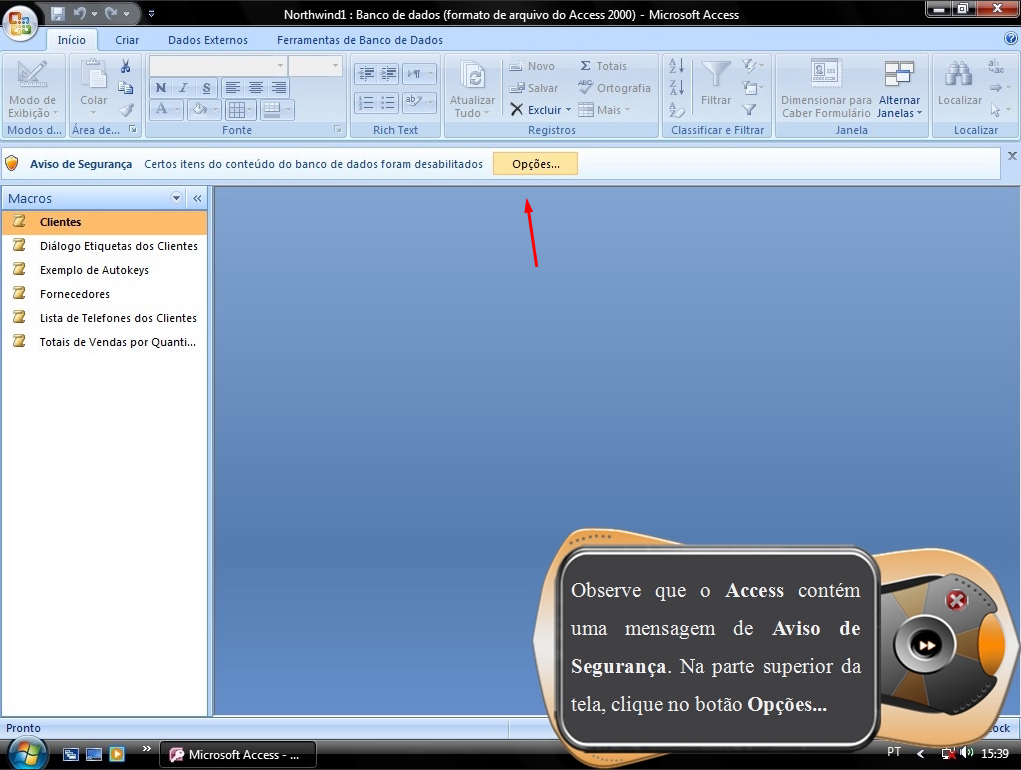 Northwind1 : Banco de dados (formato de arquivo do Access 2000) - Microsoft Access
Início Criar Dados Externos Ferramentas de Banco de Dados
Modo de Exibição
Modos d...
Colar
Área de...
N I S
A
Fonte
ab
Rich Text
Atualizar Tudo
Novo
Salvar
Excluir
Σ Totais
Ortografia
Mais
Registros
Filtrar
Classificar e Filtrar
Dimensionar para Caber Formulário
Alternar Janelas
Janela
Localizar
Localizar
Aviso de Segurança Certos itens do conteúdo do banco de dados foram desabilitados Opções...
Macros
Clientes
Diálogo Etiquetas dos Clientes
Exemplo de Autokeys
Fornecedores
Lista de Telefones dos Clientes
Totais de Vendas por Quanti...
Observe que o Access contém
uma mensagem de Aviso de
Segurança. Na parte superior da
tela, clique no botão Opções...
Pronto
Microsoft Access - ...
PT
15:39